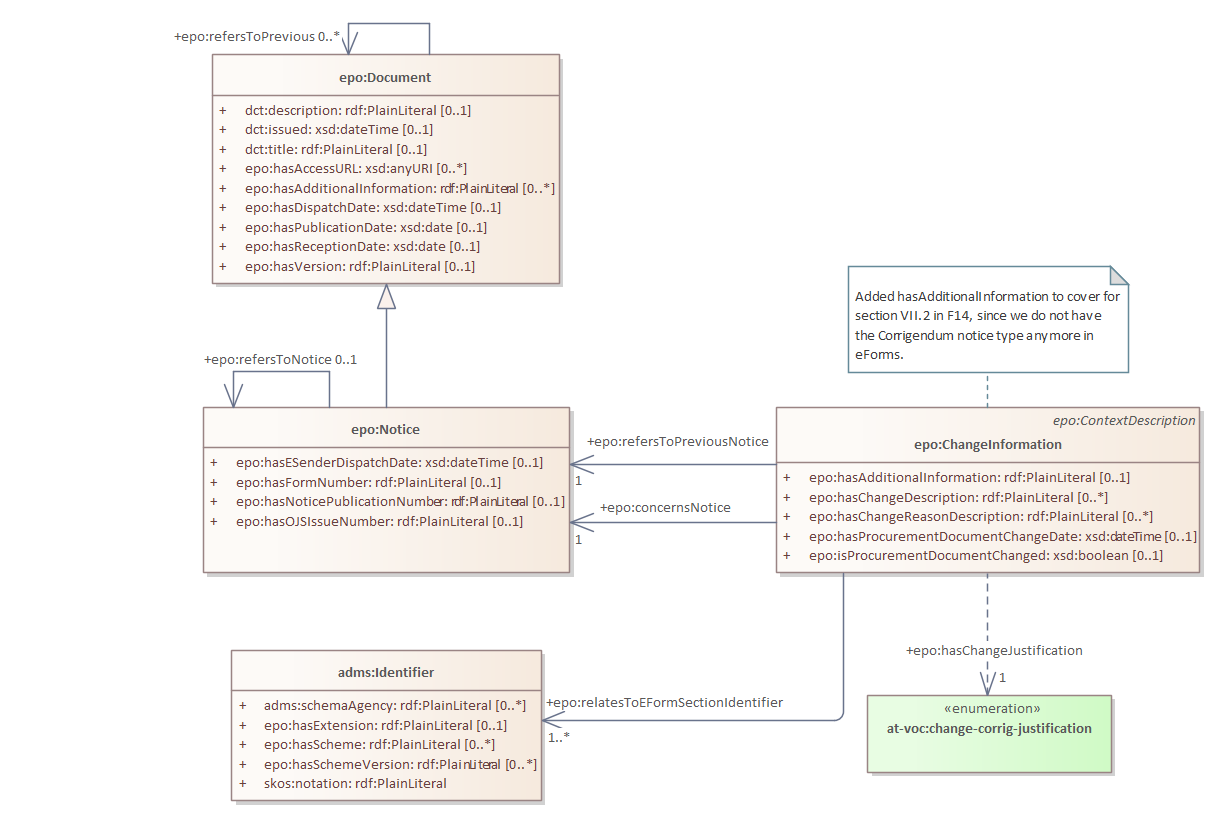 +epo:refersToPrevious 0..*
epo:Document
+ dct:description: rdf:PlainLiteral [0..1]
+ dct:issued: xsd:dateTime [0..1]
+ dct:title: rdf:PlainLiteral [0..1]
+ epo:hasAccessURL: xsd:anyURI [0..*]
+ epo:hasAdditionalInformation: rdf:PlainLiteral [0..*]
+ epo:hasDispatchDate: xsd:dateTime [0..1]
+ epo:hasPublicationDate: xsd:date [0..1]
+ epo:hasReceptionDate: xsd:date [0..1]
+ epo:hasVersion: rdf:PlainLiteral [0..1]
Added hasAdditionalInformation to cover for
section VII.2 in F14, since we do not have
the Corrigendum notice type anymore in
eForms.
+epo:refersToNotice 0..1
epo:Notice
+ epo:hasESenderDispatchDate: xsd:dateTime [0..1]
+ epo:hasFormNumber: rdf:PlainLiteral [0..1]
+ epo:hasNoticePublicationNumber: rdf:PlainLiteral [0..1]
+ epo:hasOJSIssueNumber: rdf:PlainLiteral [0..1]
+epo:refersToPreviousNotice
1
+epo:concernsNotice
1
epo:ContextDescription
epo:ChangeInformation
+ epo:hasAdditionalInformation: rdf:PlainLiteral [0..1]
+ epo:hasChangeDescription: rdf:PlainLiteral [0..*]
+ epo:hasChangeReasonDescription: rdf:PlainLiteral [0..*]
+ epo:hasProcurementDocumentChangeDate: xsd:dateTime [0..1]
+ epo:isProcurementDocumentChanged: xsd:boolean [0..1]
+epo:hasChangeJustification
1
adms:Identifier
+ adms:schemaAgency: rdf:PlainLiteral [0..*]
+ epo:hasExtension: rdf:PlainLiteral [0..1]
+ epo:hasScheme: rdf:PlainLiteral [0..*]
+ epo:hasSchemeVersion: rdf:PlainLiteral [0..*]
+ skos:notation: rdf:PlainLiteral
+epo:relatesToEFormSectionIdentifier
1..*
«enumeration»
at-voc:change-corrig-justification